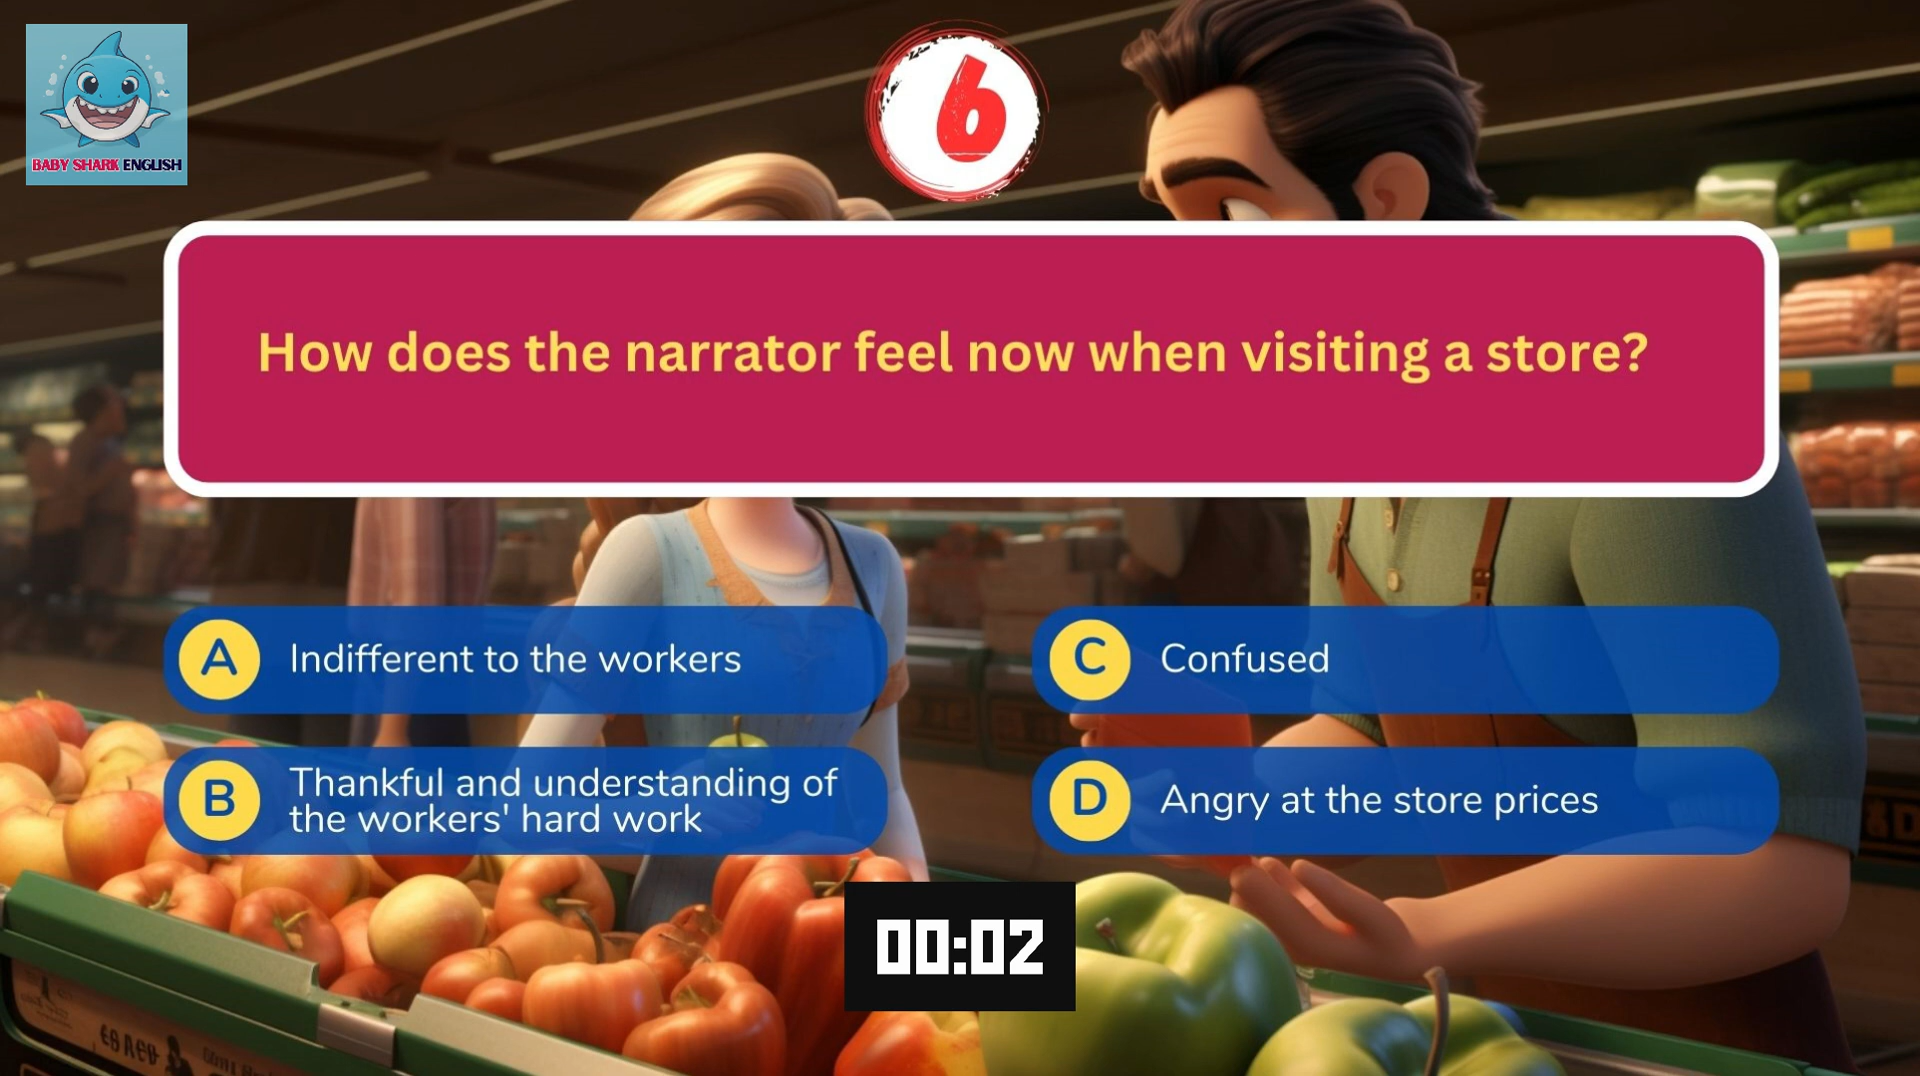 BABY SHARK ENGLISH
6
How does the narrator feel now when visiting a store?
A
Indifferent to the workers
B
Thankful and understanding of
the workers' hard work
C
Confused
D
Angry at the store prices
00:02